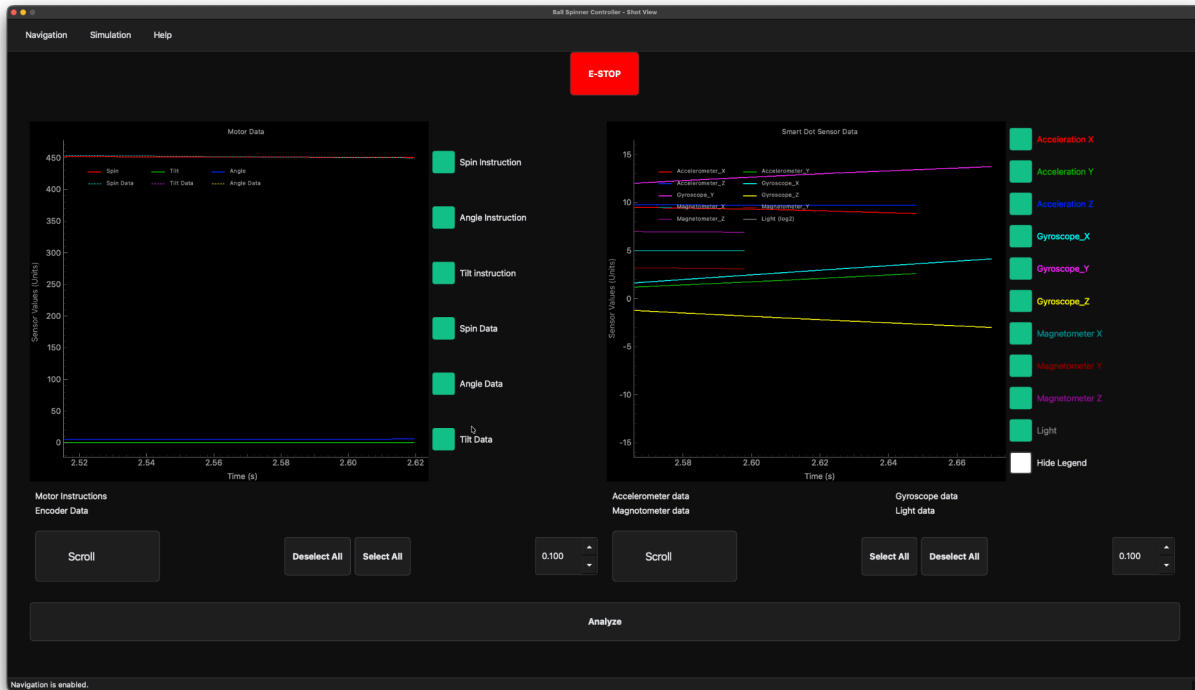 Ball Spinner Controller - Shot View
Navigation Simulation Help
E-STOP
Motor Data
Sensor Values (Units)
450
400
350
300
250
200
150
100
50
0
Spin Tilt Angle
Spin Data Tilt Data Angle Data
2.52 2.54 2.56 2.58 2.60 2.62
Time (s)
Spin Instruction
Angle Instruction
Tilt instruction
Spin Data
Angle Data
Tilt Data
Motor Instructions
Encoder Data
Scroll
Deselect All
Select All
0.100
Smart Dot Sensor Data
Sensor Values (Units)
15
10
5
0
-5
-10
-15
Accelerometer_X Accelerometer_Y
Accelerometer_Z Gyroscope_X
Gyroscope_Y Gyroscope_Z
Magnetometer_X Magnetometer_Y
Magnetometer_Z Light (log2)
2.58 2.60 2.62 2.64 2.66
Time (s)
Acceleration X
Acceleration Y
Acceleration Z
Gyroscope_X
Gyroscope_Y
Gyroscope_Z
Magnetometer X
Magnetometer Y
Magnetometer Z
Light
Hide Legend
Accelerometer data Gyroscope data
Magnotometer data Light data
Scroll
Select All
Deselect All
0.100
Analyze
Navigation is enabled.